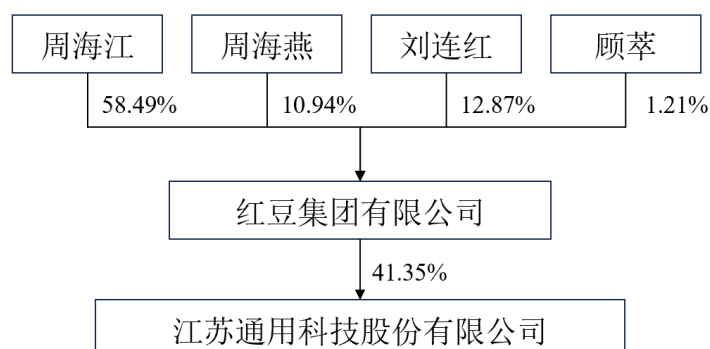 周海江 周海燕 刘连红 顾萃
58.49% 10.94% 12.87% 1.21%
红豆集团有限公司
41.35%
江苏通用科技股份有限公司